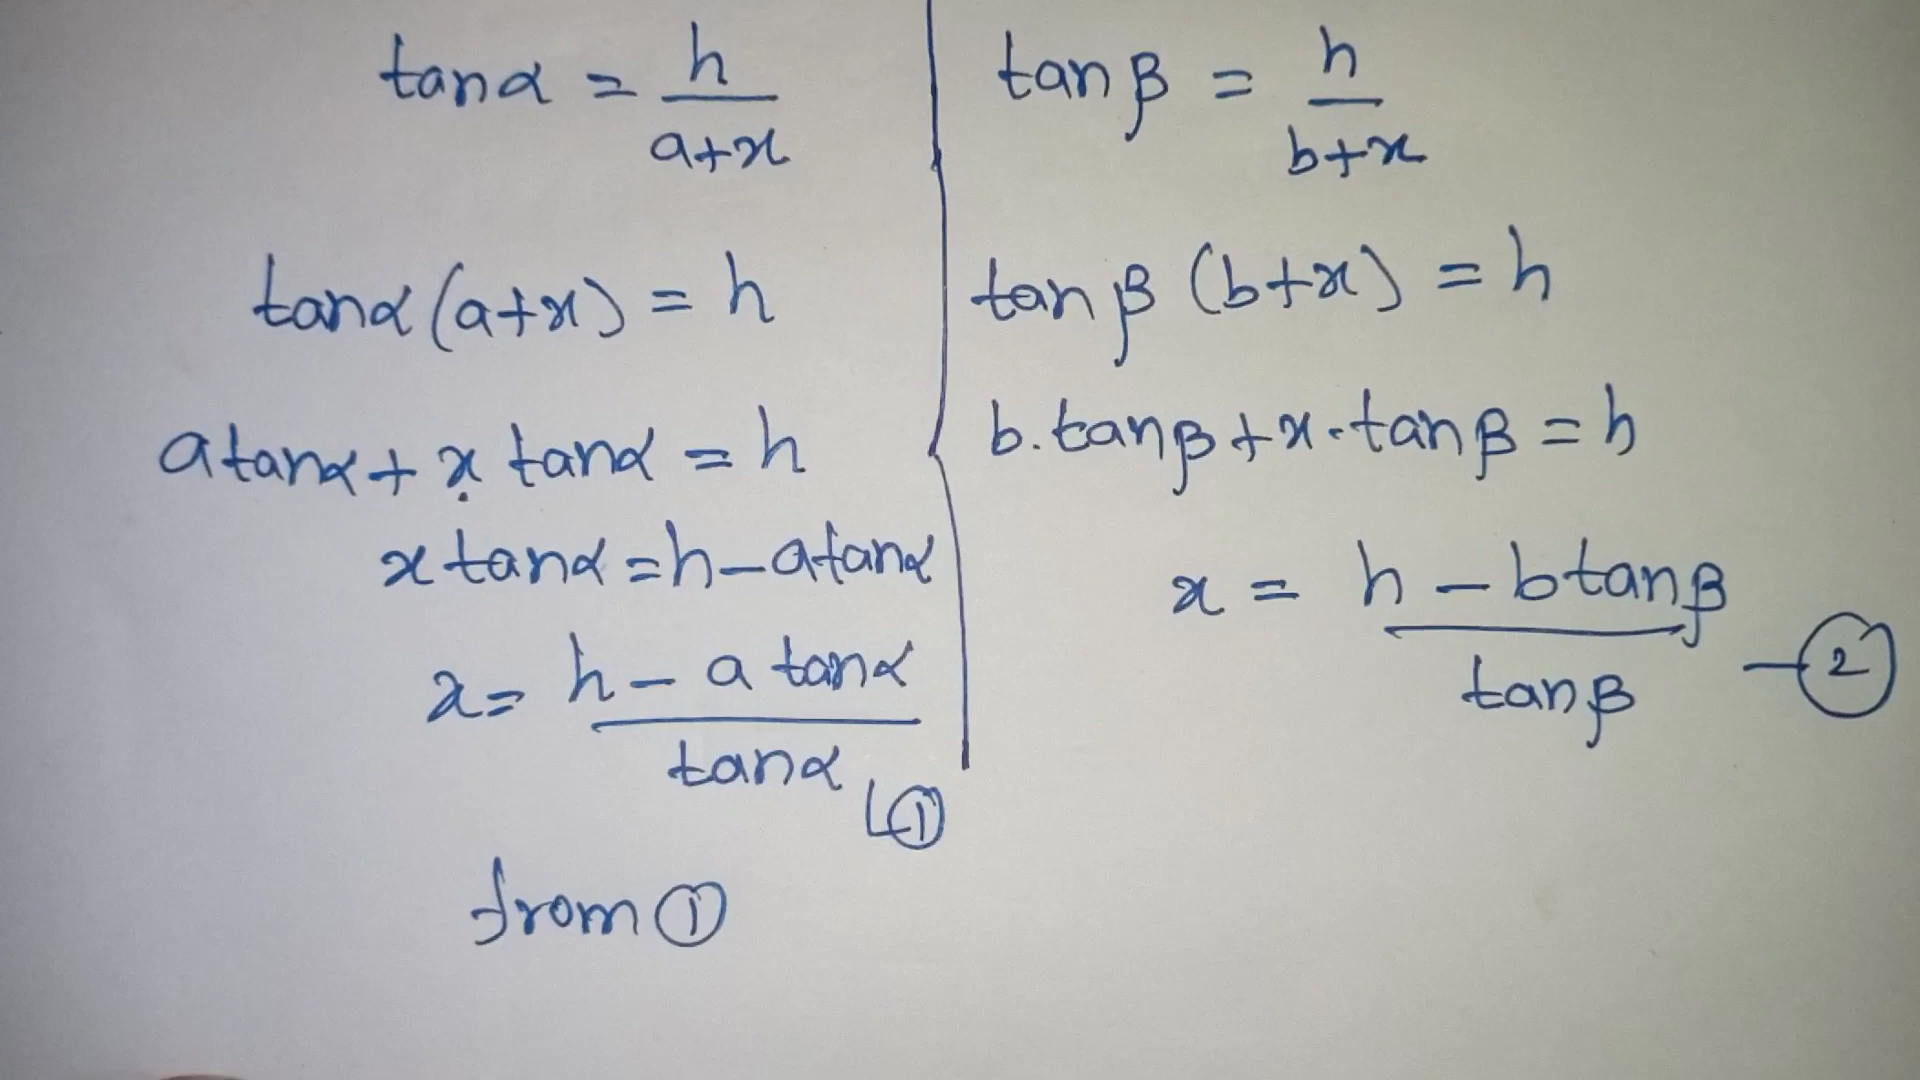 tanα = h/(a+x)
tanα (a+x) = h
a tanα + x tanα = h
x tanα = h - a tanα
x = (h - a tanα)/tanα
①
from ①
tanβ = h/(b+x)
tanβ (b+x) = h
b. tanβ + x . tanβ = h
x = (h - b tanβ)/tanβ - ②